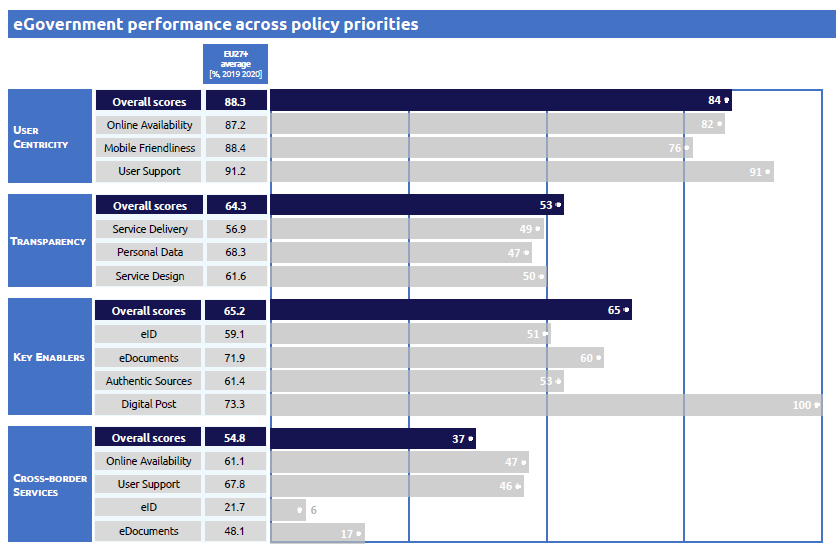 eGovernment performance across policy priorities
EU27+
average
[%, 2019 2020]
USER
CENTRICITY
Overall scores 88.3 84
Online Availability 87.2 82
Mobile Friendliness 88.4 76
User Support 91.2 91
TRANSPARENCY
Overall scores 64.3 53
Service Delivery 56.9 49
Personal Data 68.3 47
Service Design 61.6 50
KEY ENABLERS
Overall scores 65.2 65
eID 59.1 51
eDocuments 71.9 60
Authentic Sources 61.4 53
Digital Post 73.3 100
CROSS-BORDER
SERVICES
Overall scores 54.8 37
Online Availability 61.1 47
User Support 67.8 46
eID 21.7 6
eDocuments 48.1 17